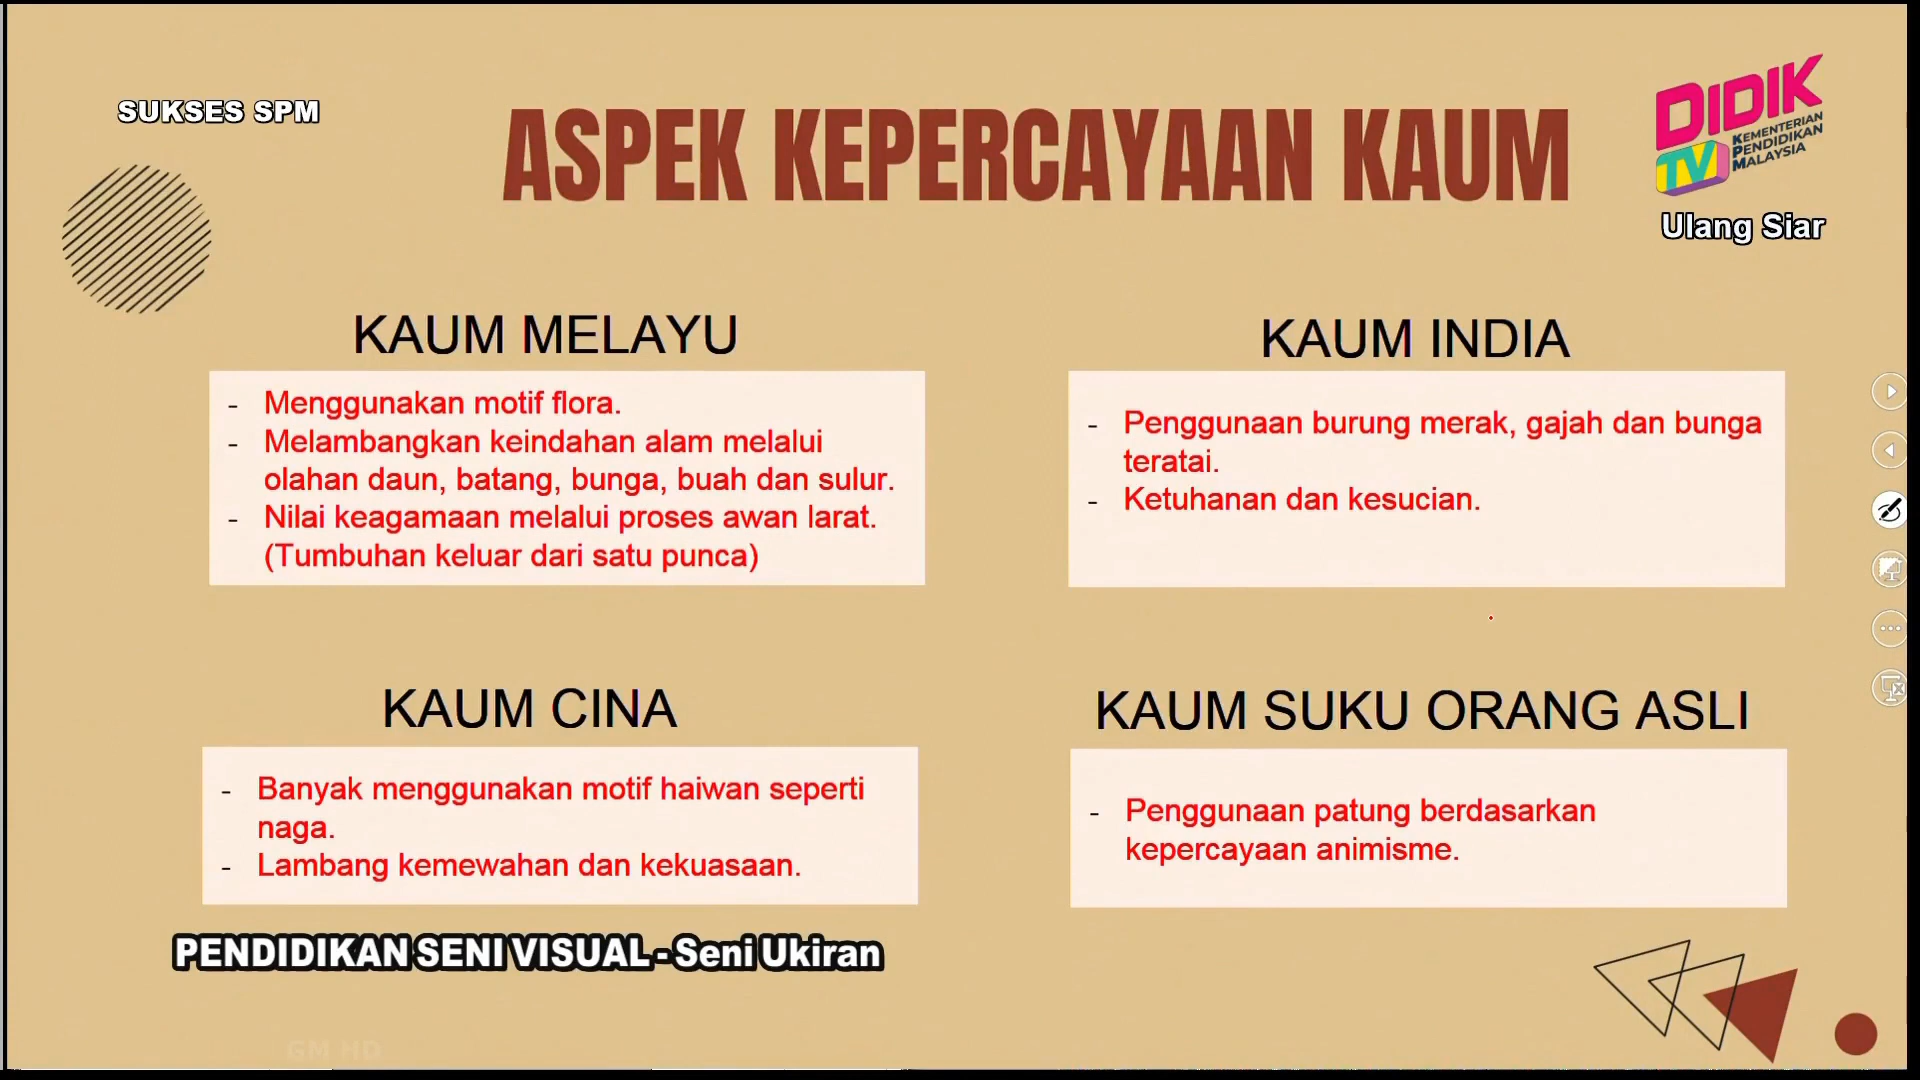 SUKSES SPM
ASPEK KEPERCAYAAN KAUM
DIDIK
TV
KEMENTERIAN
PENDIDIKAN
MALAYSIA
Ulang Siar
KAUM MELAYU
- Menggunakan motif flora.
- Melambangkan keindahan alam melalui
olahan daun, batang, bunga, buah dan sulur.
- Nilai keagamaan melalui proses awan larat.
(Tumbuhan keluar dari satu punca)
KAUM INDIA
- Penggunaan burung merak, gajah dan bunga
teratai.
- Ketuhanan dan kesucian.
KAUM CINA
- Banyak menggunakan motif haiwan seperti
naga.
- Lambang kemewahan dan kekuasaan.
KAUM SUKU ORANG ASLI
- Penggunaan patung berdasarkan
kepercayaan animisme.
PENDIDIKAN SENI VISUAL - Seni Ukiran
GM HD